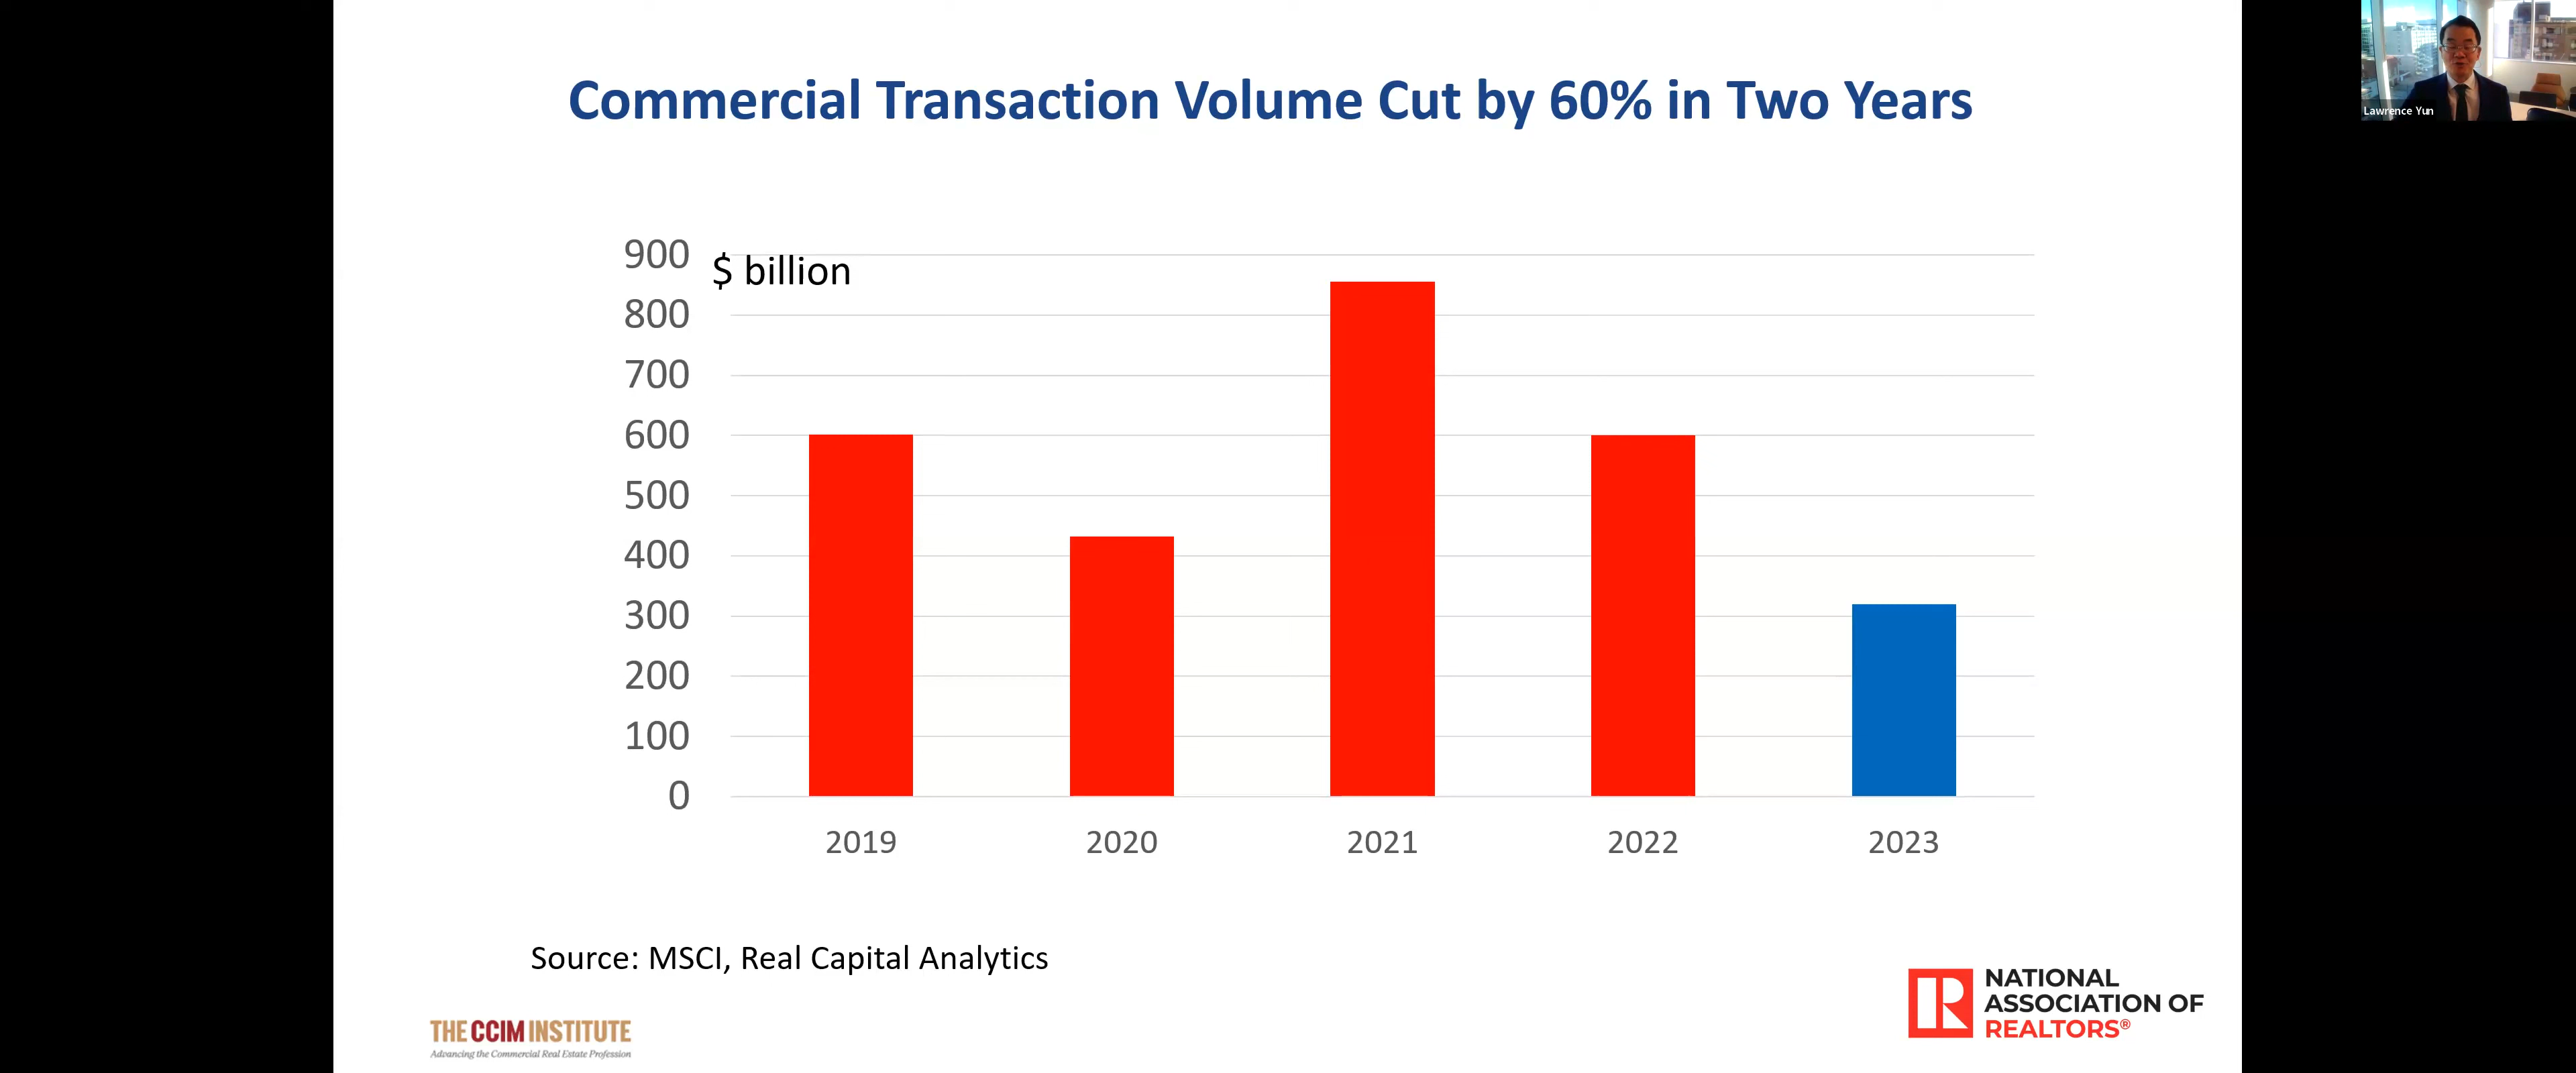 Commercial Transaction Volume Cut by 60% in Two Years
Lawrence Yun
$ billion
900
800
700
600
500
400
300
200
100
0
2019 2020 2021 2022 2023
Source: MSCI, Real Capital Analytics
THE CCIM INSTITUTE
Advancing the Commercial Real Estate Profession
NATIONAL
ASSOCIATION OF
REALTORS®